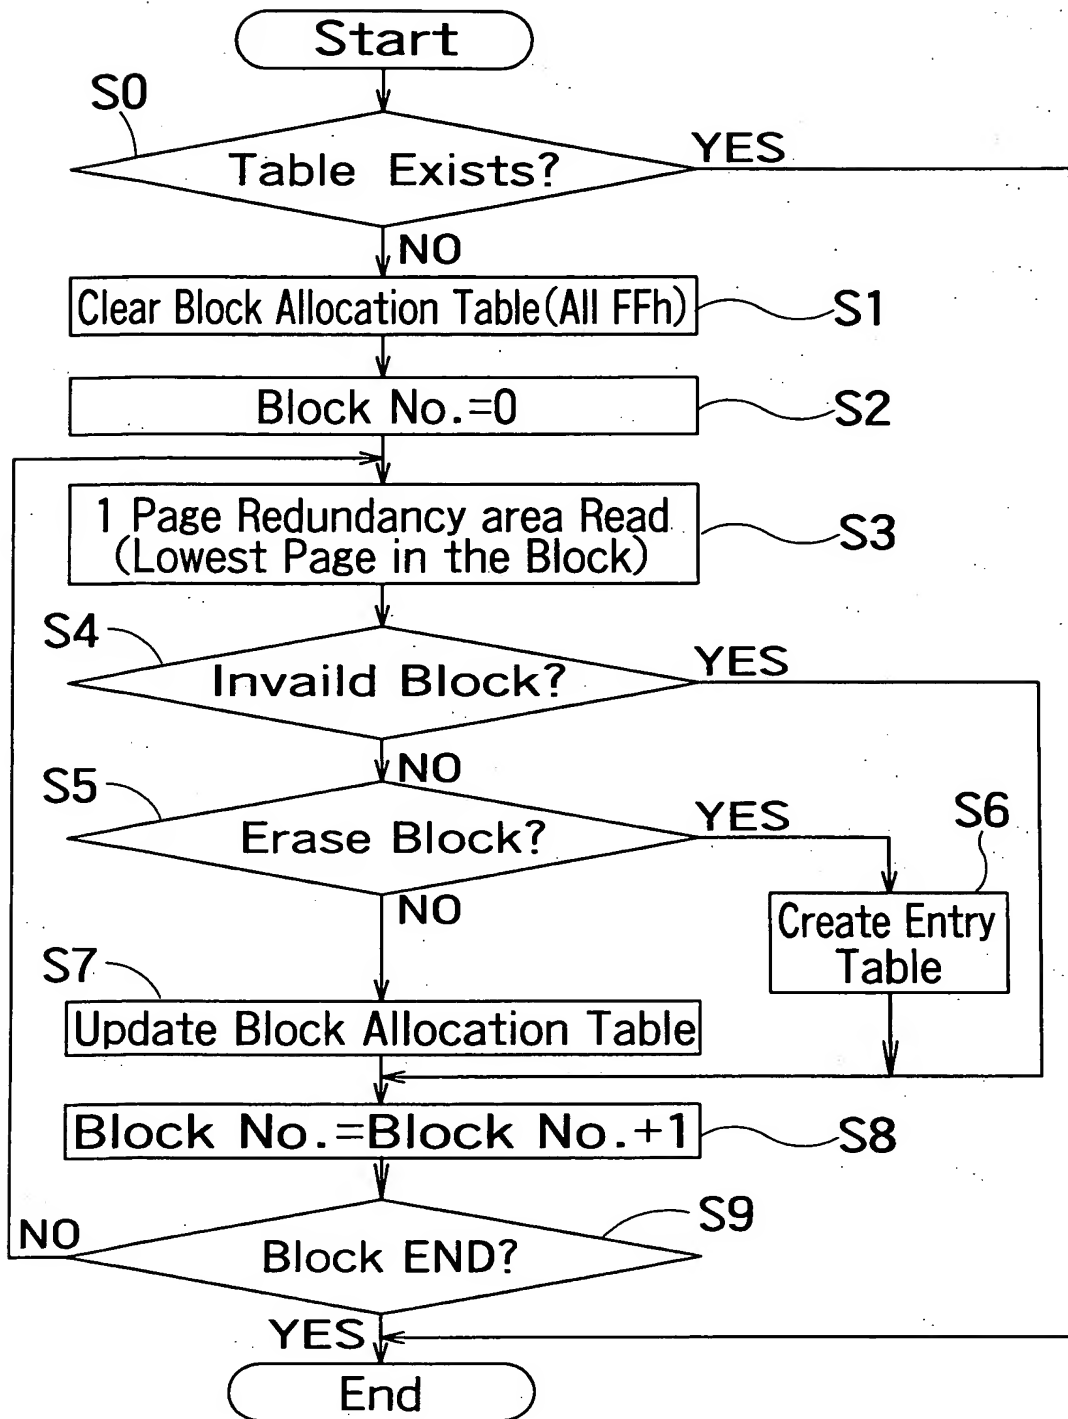 Start
S0
Table Exists?
YES
NO
Clear Block Allocation Table(All FFh)
S1
Block No.=0
S2
1 Page Redundancy area Read
(Lowest Page in the Block)
S3
S4
Invaild Block?
YES
NO
S5
Erase Block?
YES
S6
NO
Create Entry
Table
S7
Update Block Allocation Table
Block No.=Block No.+1
S8
S9
NO
Block END?
YES
End